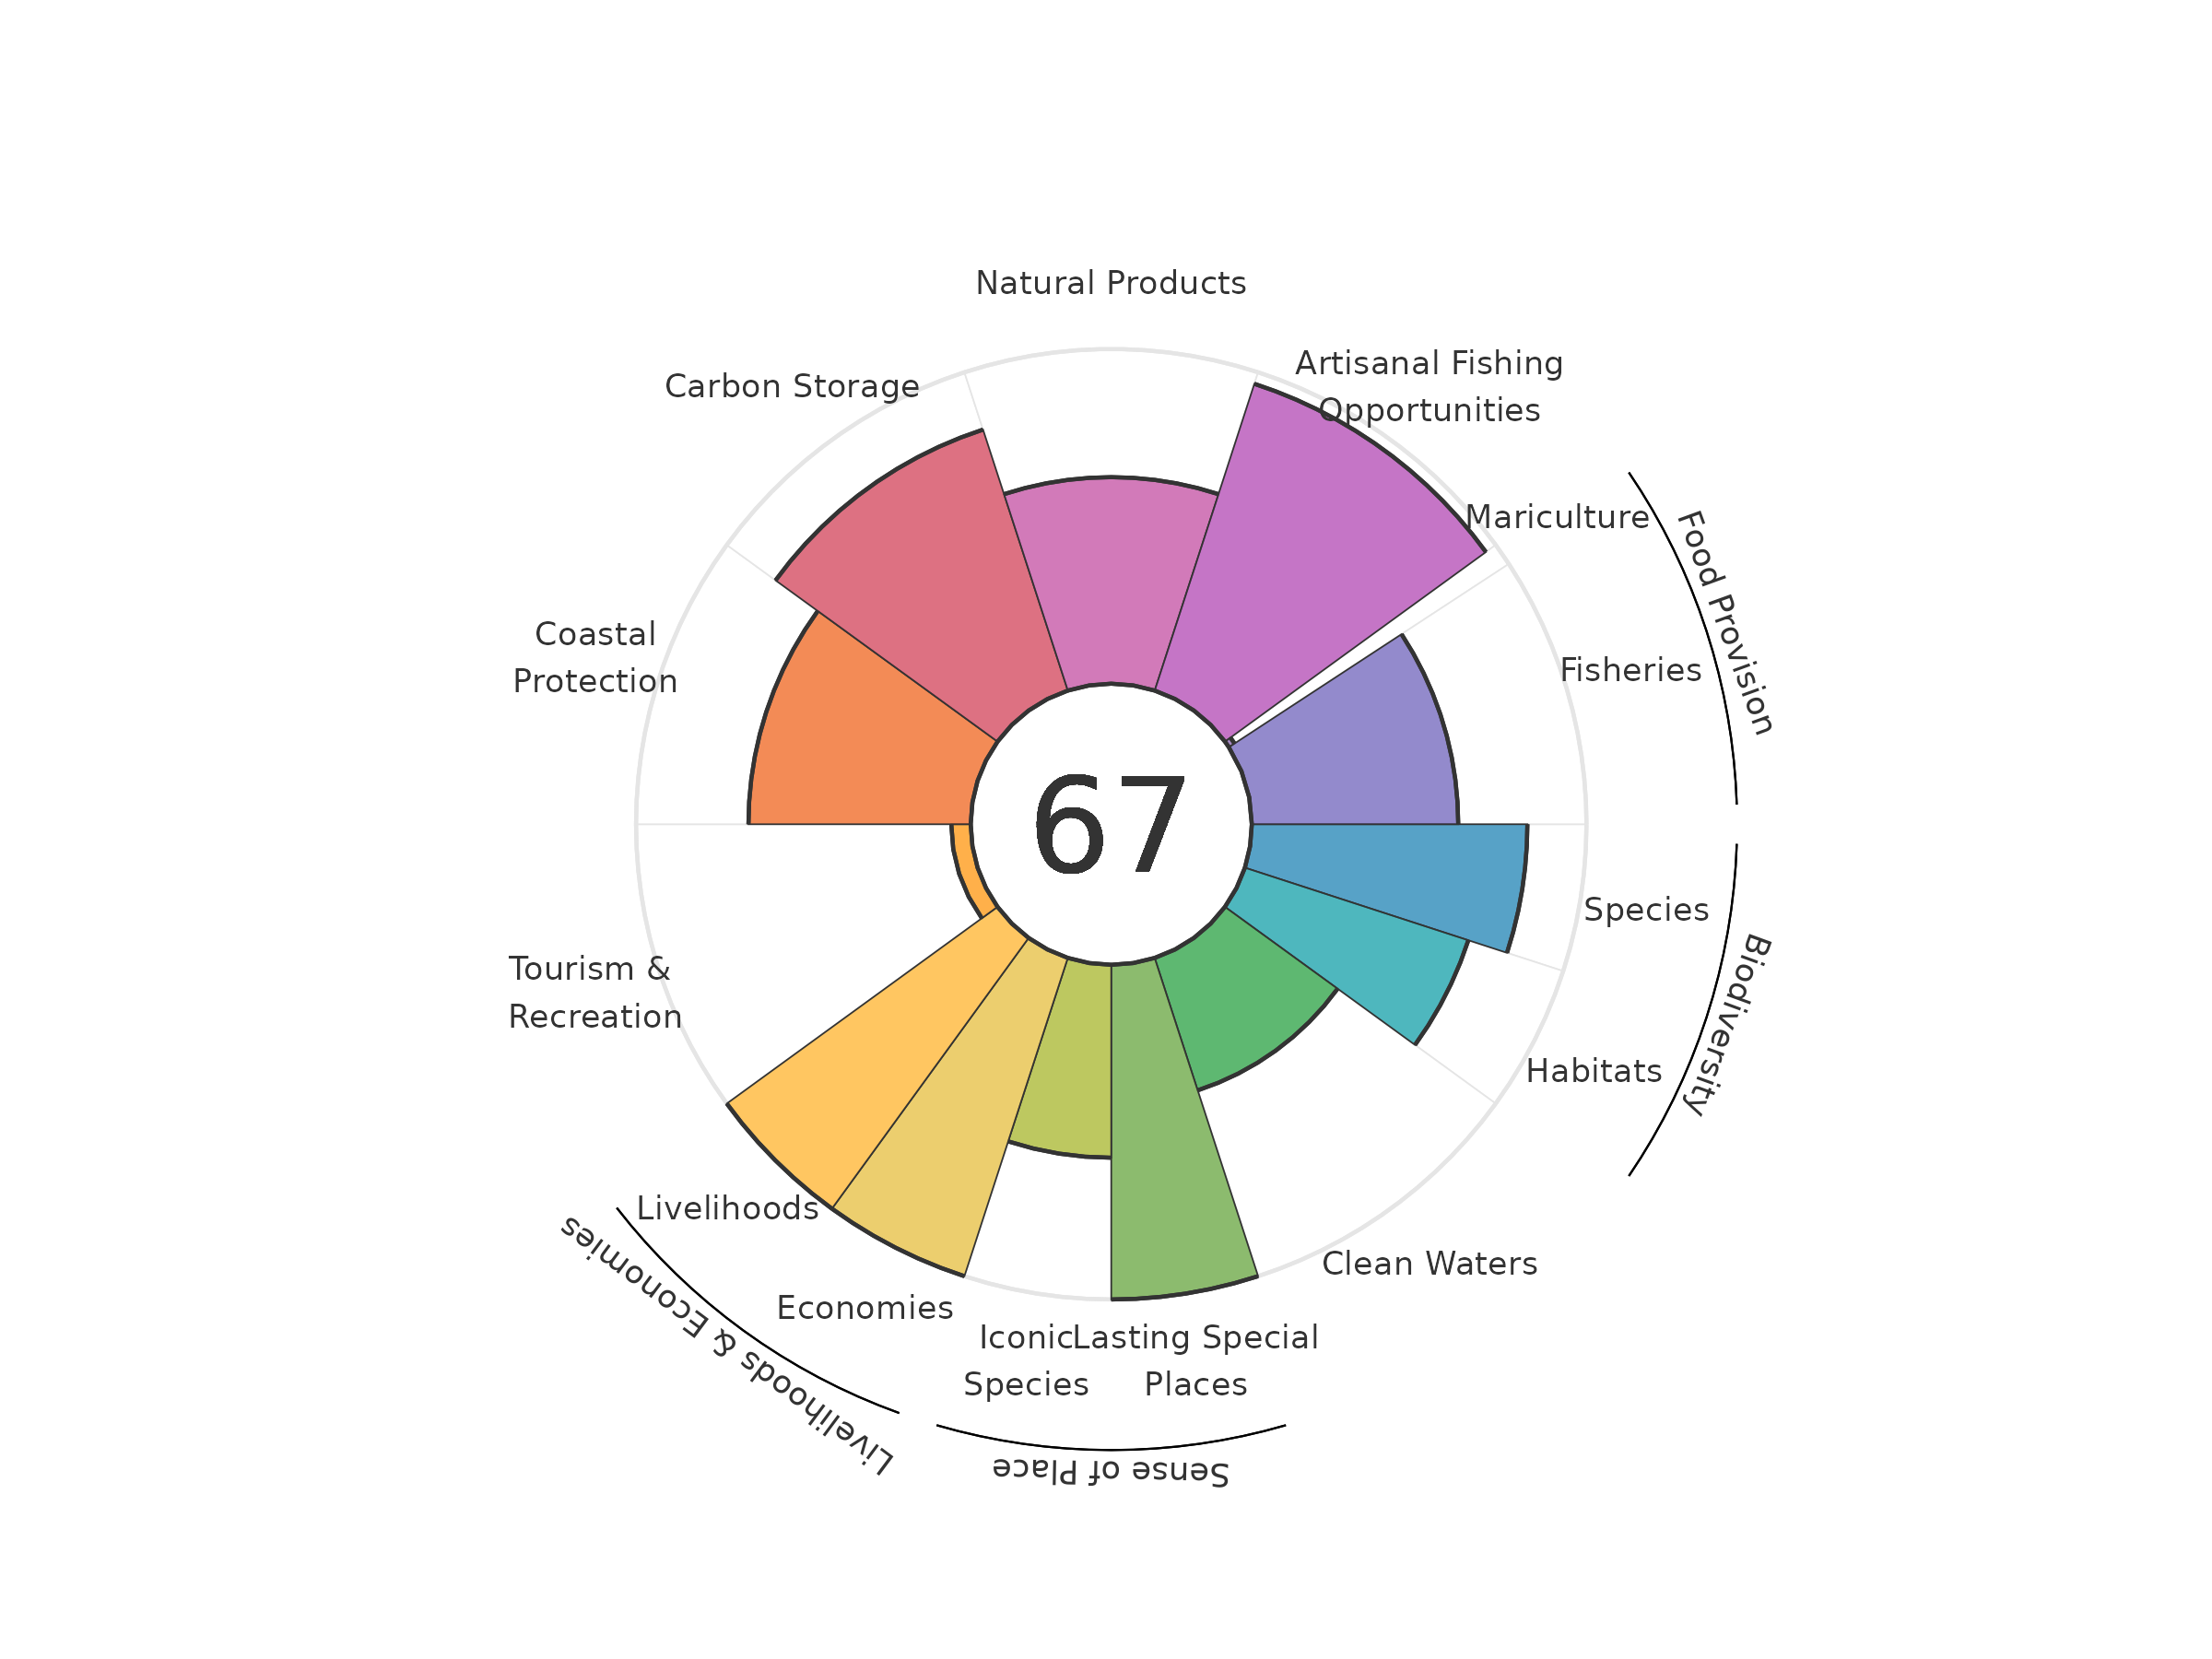 Natural Products
Artisanal Fishing
Opportunities
Carbon Storage
Mariculture
Food Provision
Coastal
Protection
Fisheries
67
Species
Biodiversity
Tourism &
Recreation
Habitats
Livelihoods
Clean Waters
Livelihoods & Economies
Economies
Iconic
Species
Lasting Special
Places
Sense of Place